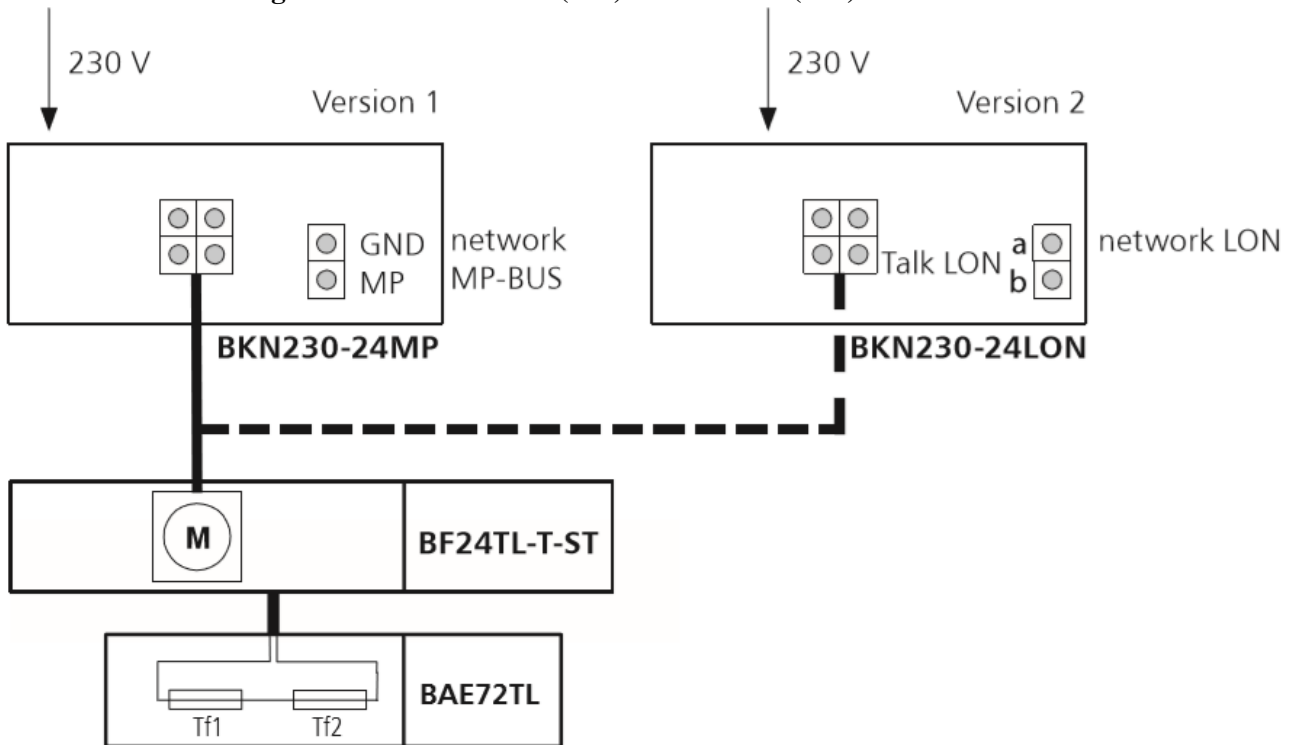 230 V
230 V
Version 1
Version 2
GND
network
MP
MP-BUS
Talk LON
a
network LON
b
BKN230-24MP
BKN230-24LON
M
BF24TL-T-ST
BAE72TL
Tf1
Tf2